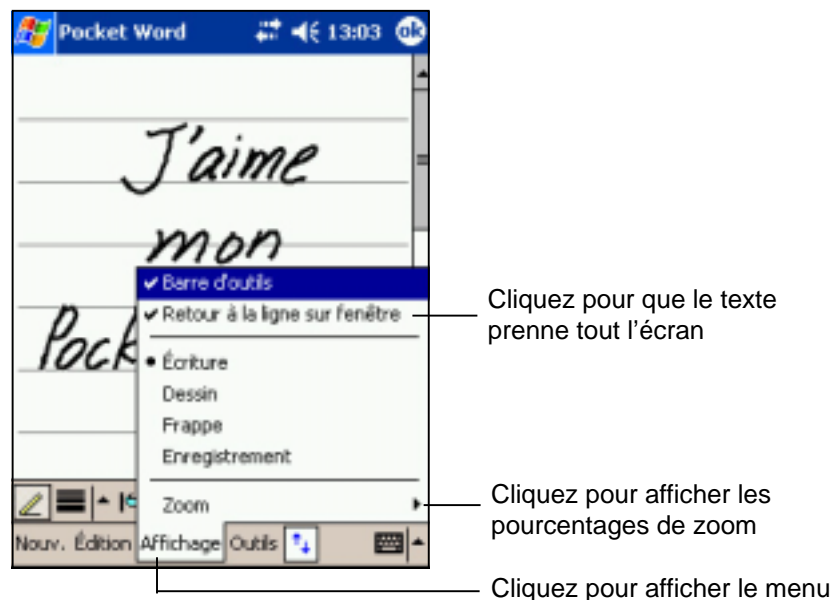 Pocket Word 13:03 ok
J'aime
mon
Pock
Barre d'outils
Retour à la ligne sur fenêtre
Écriture
Dessin
Frappe
Enregistrement
Zoom
Nouv. Édition Affichage Outils
Cliquez pour que le texte
prenne tout l'écran
Cliquez pour afficher les
pourcentages de zoom
Cliquez pour afficher le menu